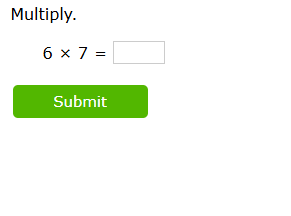 Multiply.
6 × 7 =
Submit